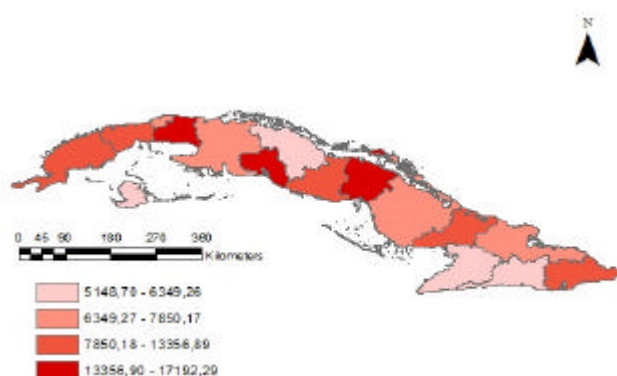 N
0 45 90 180 270 360
Kilometers
5148,70 - 6349,26
6349,27 - 7850,17
7850,18 - 13356,89
13356,90 - 17192,29